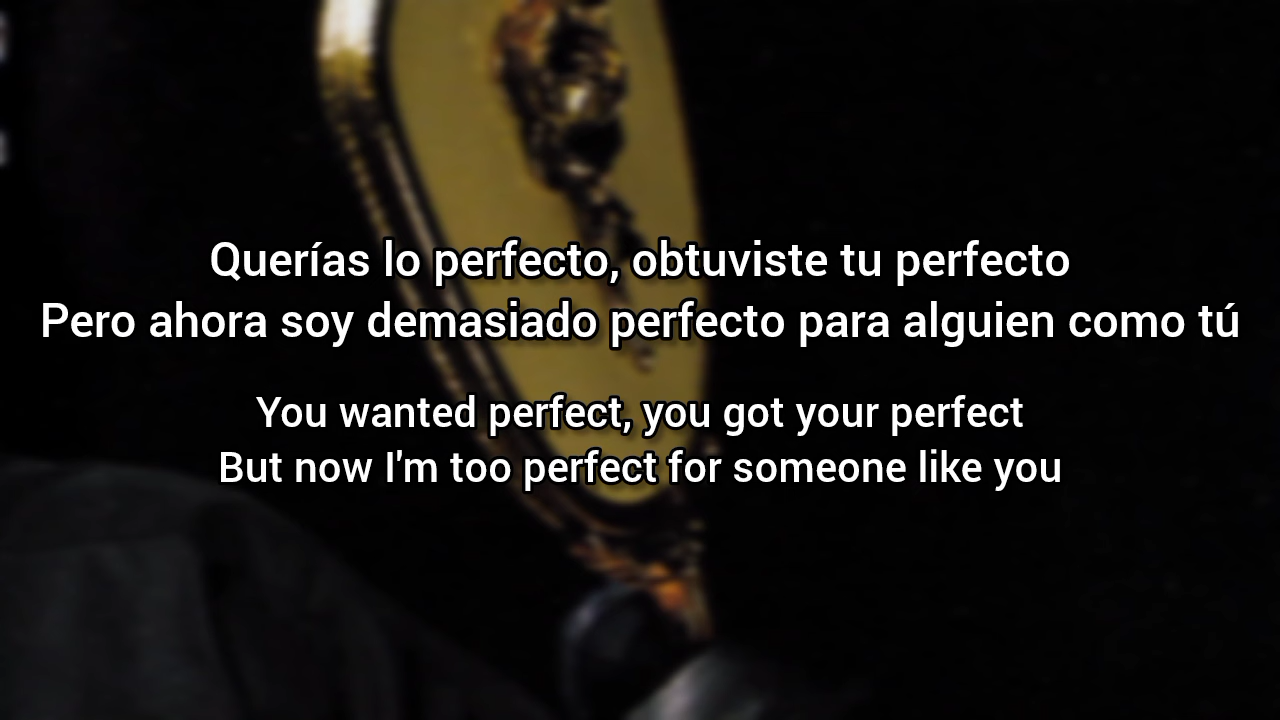 Querías lo perfecto, obtuviste tu perfecto
Pero ahora soy demasiado perfecto para alguien como tú
You wanted perfect, you got your perfect
But now I'm too perfect for someone like you